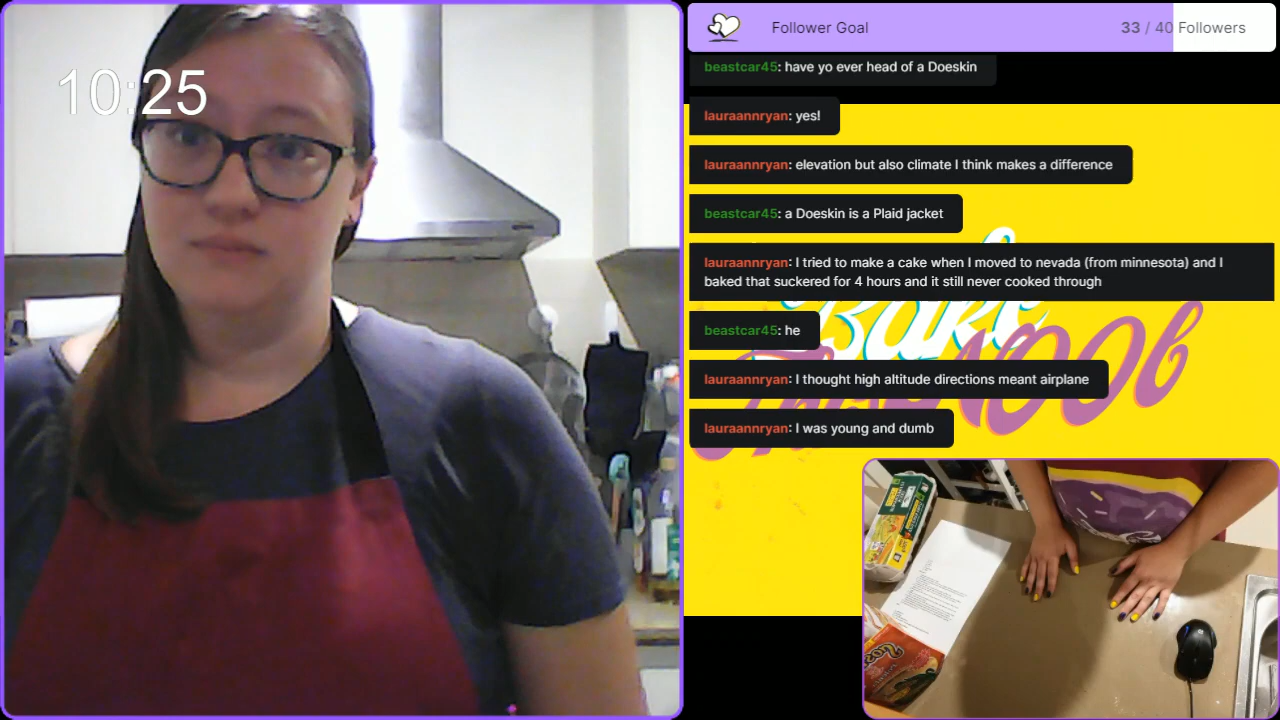 10:25
Follower Goal
33 / 40 Followers
beastcar45: have yo ever head of a Doeskin
lauraannryan: yes!
lauraannryan: elevation but also climate I think makes a difference
beastcar45: a Doeskin is a Plaid jacket
lauraannryan: I tried to make a cake when I moved to nevada (from minnesota) and I
baked that suckered for 4 hours and it still never cooked through
beastcar45: he
lauraannryan: I thought high altitude directions meant airplane
lauraannryan: I was young and dumb
Bake
NOOb